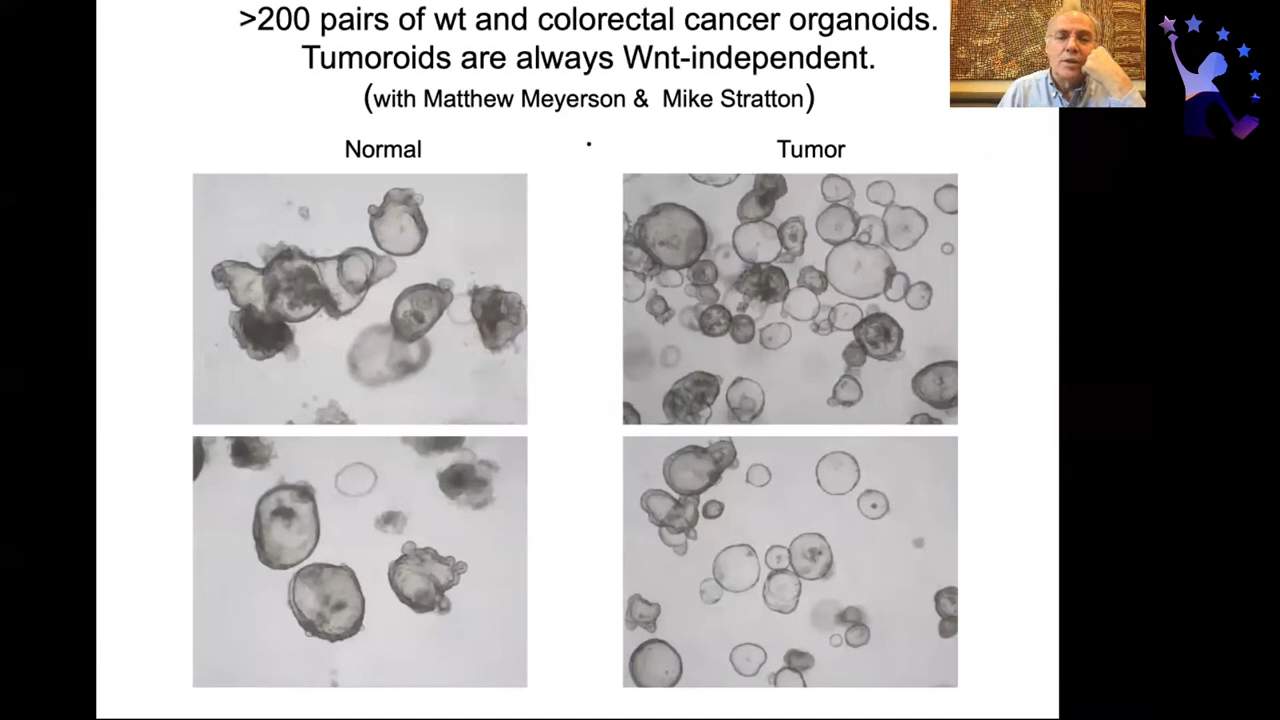 >200 pairs of wt and colorectal cancer organoids.
Tumoroids are always Wnt-independent.
(with Matthew Meyerson & Mike Stratton)
Normal
Tumor